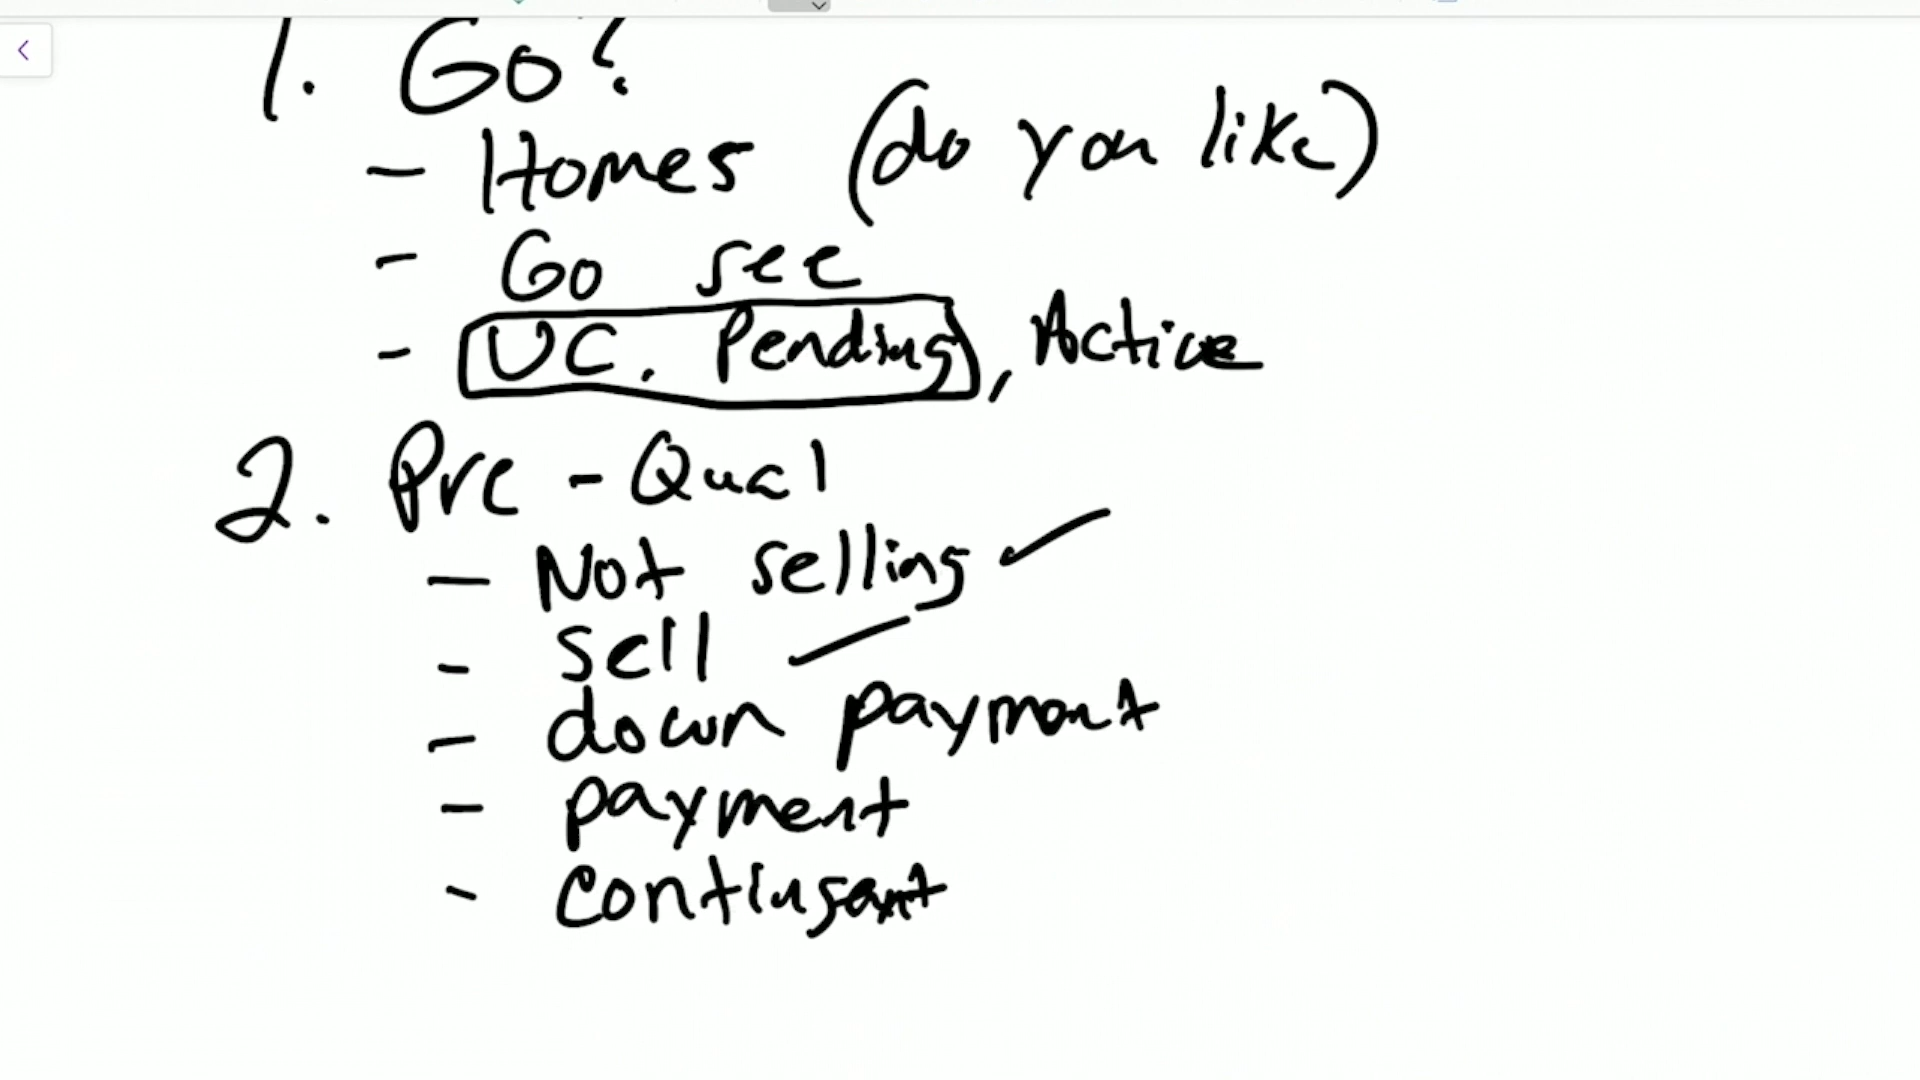 1. Go?
- Homes (do you like)
- Go see
- UC. Pending, Active
2. Pre-Qual
- Not selling ✓
- sell ✓
- down payment
- payment
- contingant